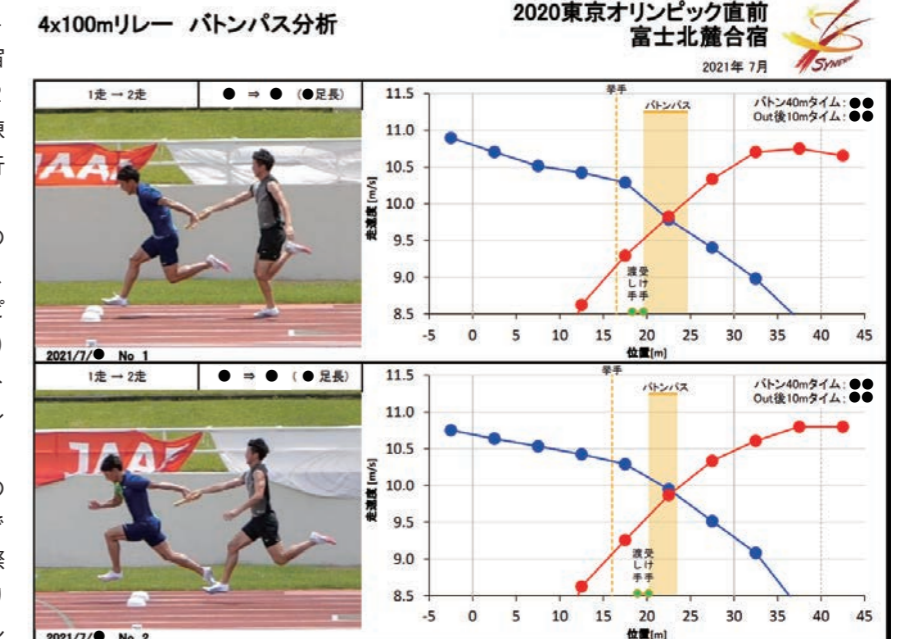 4x100mリレー バトンパス分析
2020東京オリンピック直前
富士北麓合宿
2021年 7月
SYNERGY
1走→2走
● ⇒ ● (●足長)
JAAF
2021/7/● No 1
挙手
バトンパス
バトン40mタイム:●●
Out後10mタイム:●●
走速度[m/s]
11.5
11.0
10.5
10.0
9.5
9.0
8.5
渡し手
受け手
-5 0 5 10 15 20 25 30 35 40 45
位置[m]
1走→2走
● ⇒ ● (●足長)
JAAF
2021/7/● No 2
挙手
バトンパス
バトン40mタイム:●●
Out後10mタイム:●●
走速度[m/s]
11.5
11.0
10.5
10.0
9.5
9.0
8.5
渡し手
受け手
-5 0 5 10 15 20 25 30 35 40 45
位置[m]